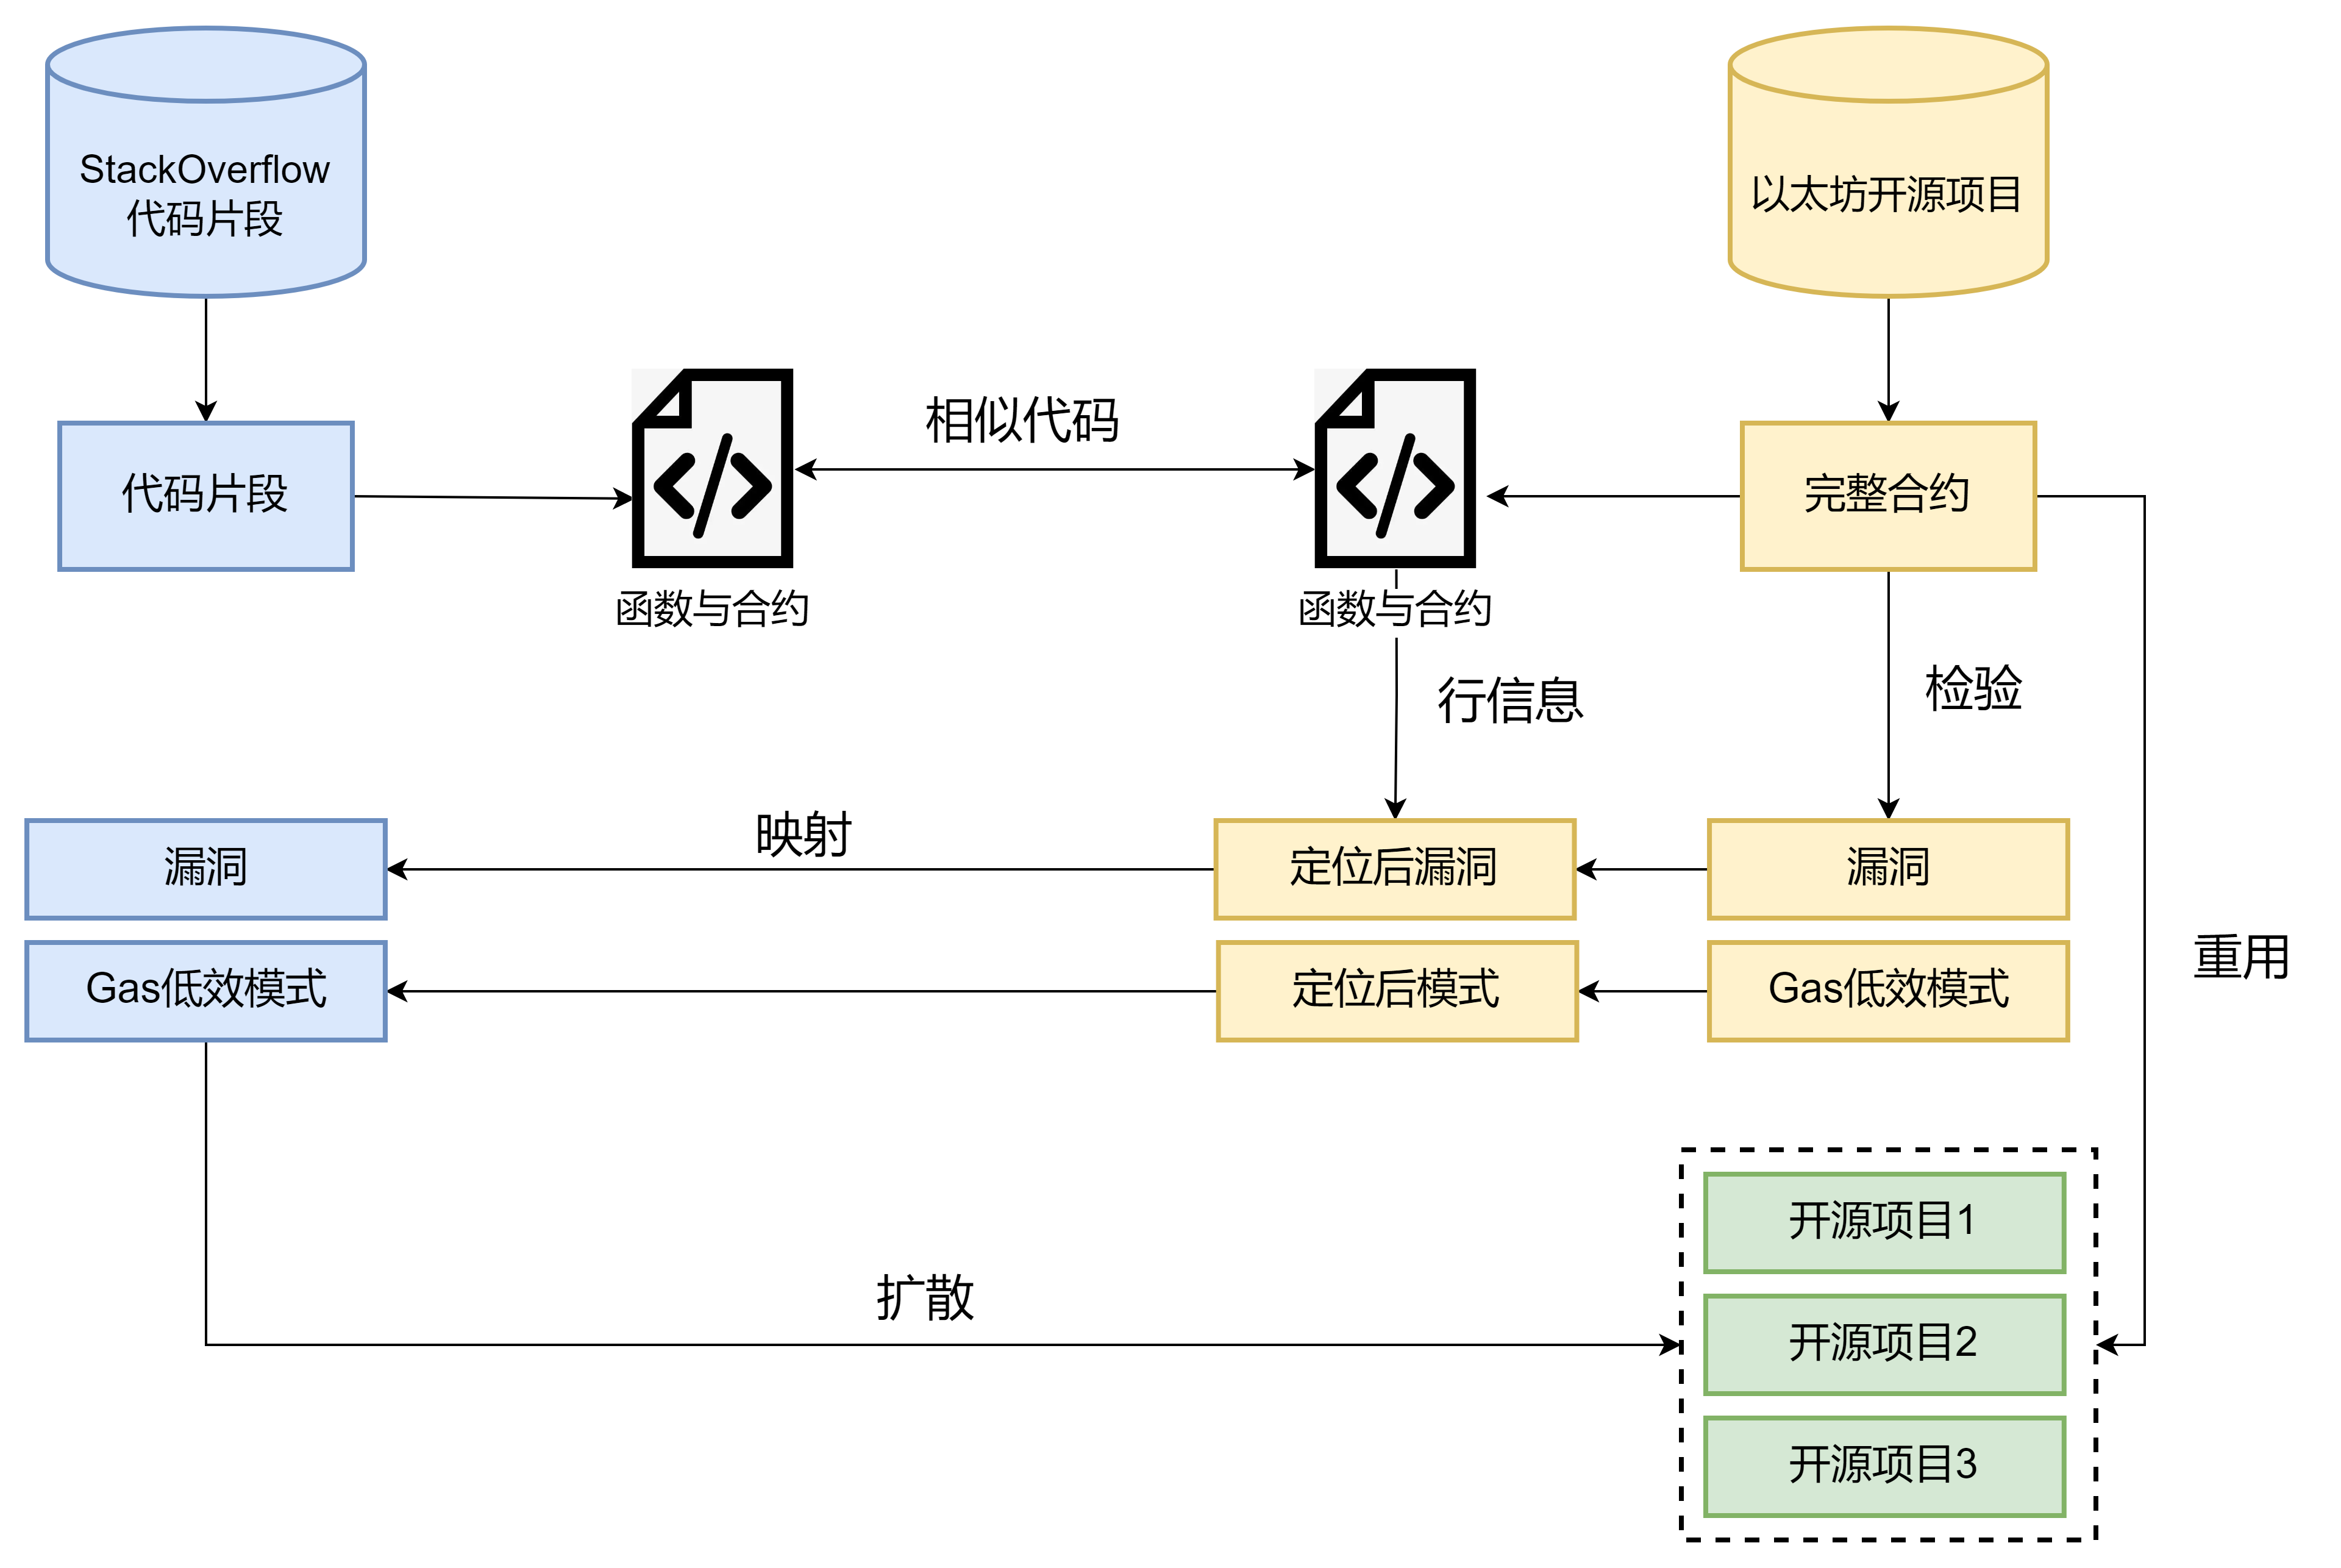 StackOverflow
代码片段
以太坊开源项目
代码片段
相似代码
完整合约
函数与合约
函数与合约
行信息
检验
映射
漏洞
定位后漏洞
漏洞
Gas低效模式
定位后模式
Gas低效模式
重用
扩散
开源项目1
开源项目2
开源项目3